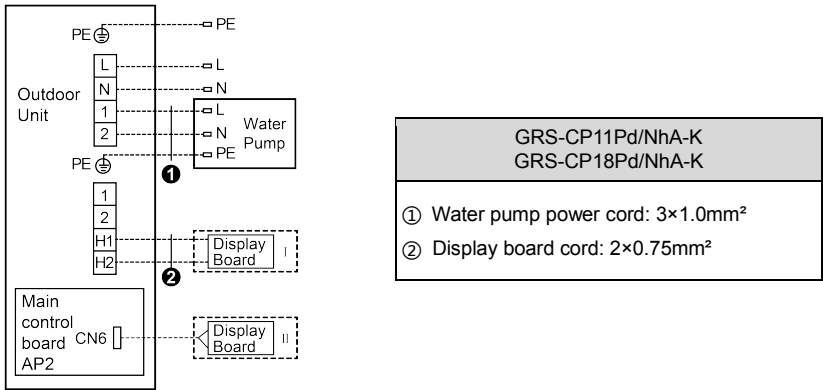 PE
PE
L
L
N
N
Outdoor
Unit
1
L
2
N
Water
Pump
PE
PE
❶
1
2
H1
H2
Display
Board
I
❷
Main
control
board
AP2
CN6
Display
Board
II
GRS-CP11Pd/NhA-K
GRS-CP18Pd/NhA-K
① Water pump power cord: 3×1.0mm²
② Display board cord: 2×0.75mm²